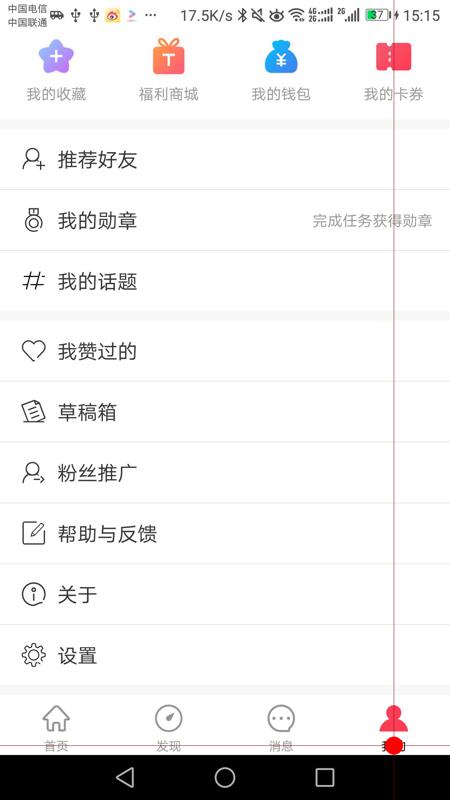 中国电信
中国联通
17.5K/s
4G
2G
2G
37
15:15
我的收藏
福利商城
我的钱包
我的卡券
推荐好友
我的勋章
完成任务获得勋章
我的话题
我赞过的
草稿箱
粉丝推广
帮助与反馈
关于
设置
首页
发现
消息